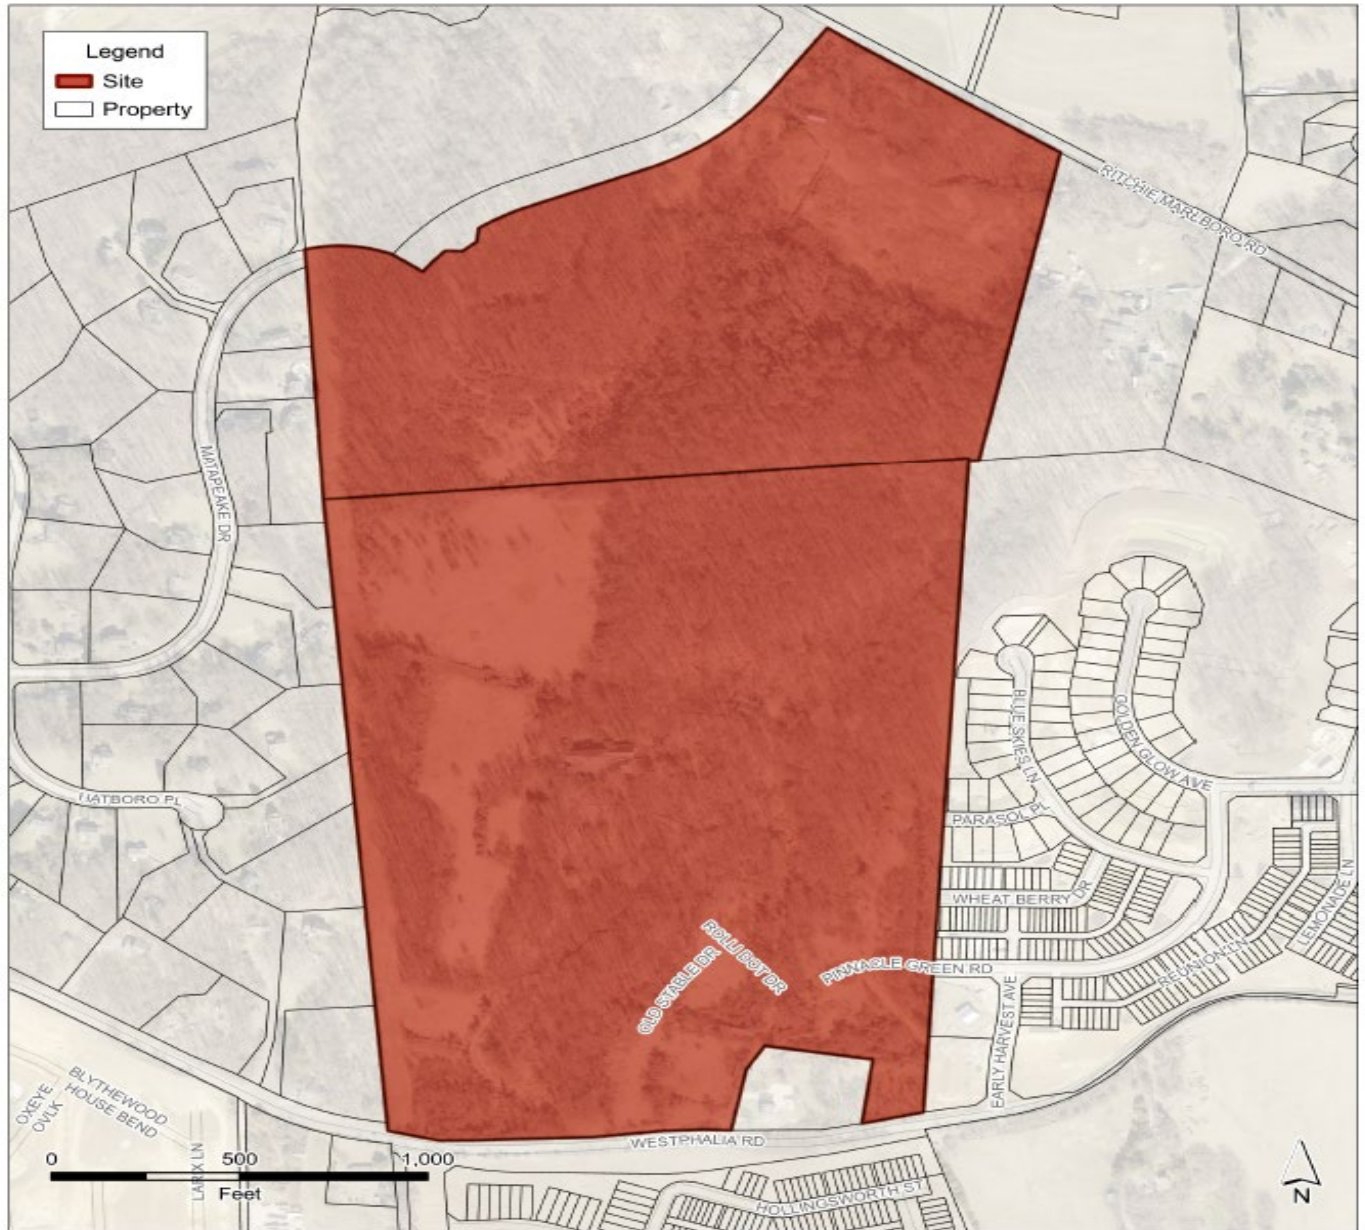 Legend
Site
Property
RITCHIE MARLBORO RD
MATAPEAKE DR
BLUE SKIES LN
GOLDEN GLOW AVE
HATBORO PL
PARASOL PL
WHEAT BERRY DR
LEMONADE LN
ROLLI DOT DR
OLD STABLE DR
PINNACLE GREEN RD
REUNION LN
EARLY HARVEST AVE
BLYTHEWOOD
HOUSE BEND
OXEYE
OVLK
WESTPHALIA RD
LARIX LN
0 500 1,000
Feet
HOLLINGSWORTH ST
N